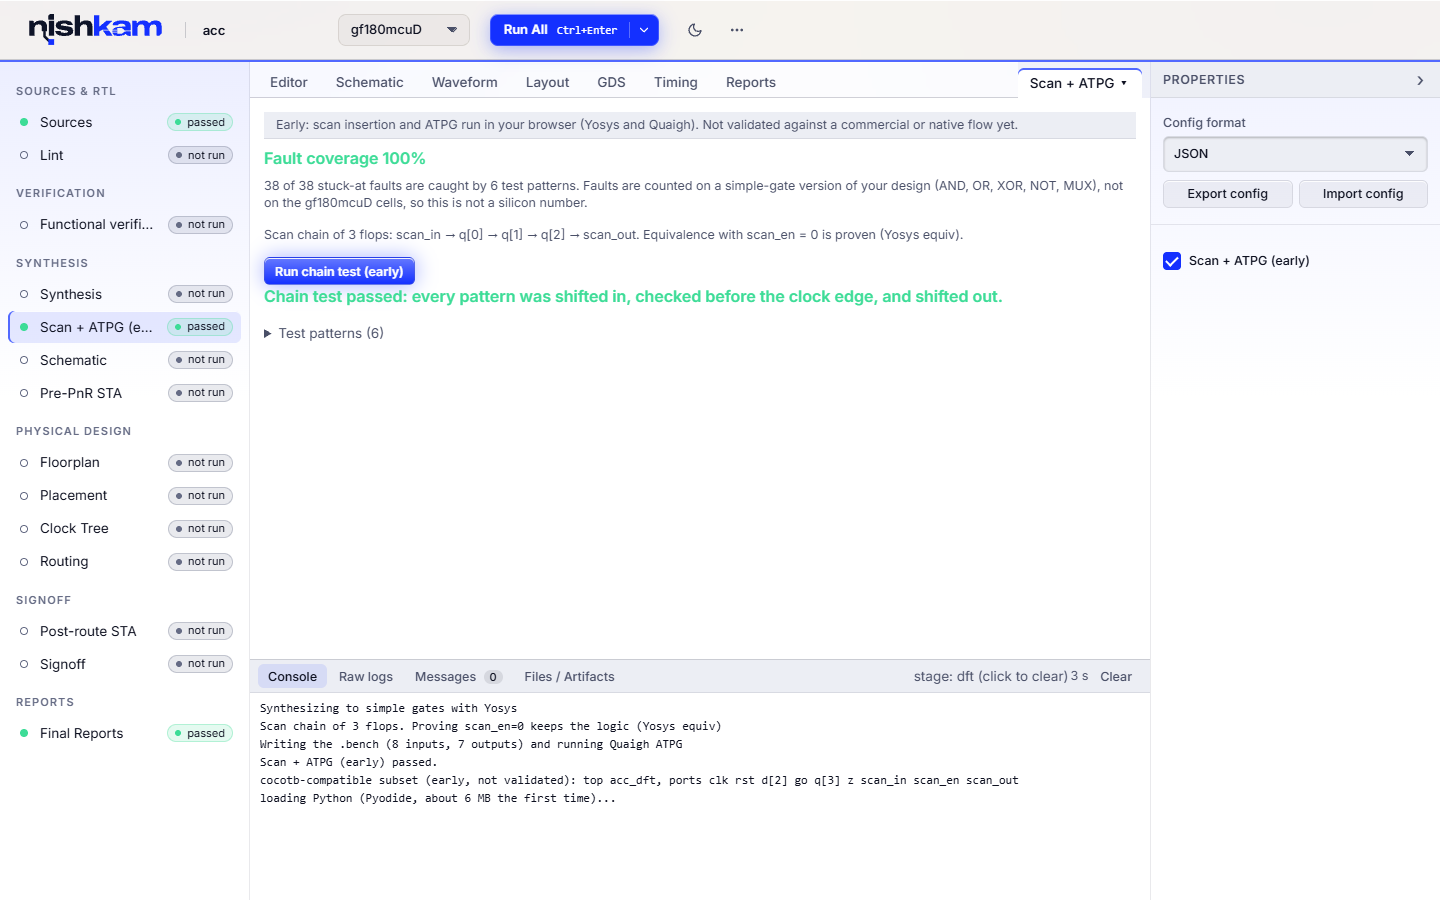 nishkam
acc
gf180mcuD
Run All Ctrl+Enter
SOURCES & RTL
Sources passed
Lint not run
VERIFICATION
Functional verifi... not run
SYNTHESIS
Synthesis not run
Scan + ATPG (e... passed
Schematic not run
Pre-PnR STA not run
PHYSICAL DESIGN
Floorplan not run
Placement not run
Clock Tree not run
Routing not run
SIGNOFF
Post-route STA not run
Signoff not run
REPORTS
Final Reports passed
Editor Schematic Waveform Layout GDS Timing Reports Scan + ATPG
Early: scan insertion and ATPG run in your browser (Yosys and Quaigh). Not validated against a commercial or native flow yet.
Fault coverage 100%
38 of 38 stuck-at faults are caught by 6 test patterns. Faults are counted on a simple-gate version of your design (AND, OR, XOR, NOT, MUX), not
on the gf180mcuD cells, so this is not a silicon number.
Scan chain of 3 flops: scan_in → q[0] → q[1] → q[2] → scan_out. Equivalence with scan_en = 0 is proven (Yosys equiv).
Run chain test (early)
Chain test passed: every pattern was shifted in, checked before the clock edge, and shifted out.
Test patterns (6)
Console Raw logs Messages 0 Files / Artifacts stage: dft (click to clear) 3 s Clear
Synthesizing to simple gates with Yosys
Scan chain of 3 flops. Proving scan_en=0 keeps the logic (Yosys equiv)
Writing the .bench (8 inputs, 7 outputs) and running Quaigh ATPG
Scan + ATPG (early) passed.
cocotb-compatible subset (early, not validated): top acc_dft, ports clk rst d[2] go q[3] z scan_in scan_en scan_out
loading Python (Pyodide, about 6 MB the first time)...
PROPERTIES
Config format
JSON
Export config Import config
Scan + ATPG (early)